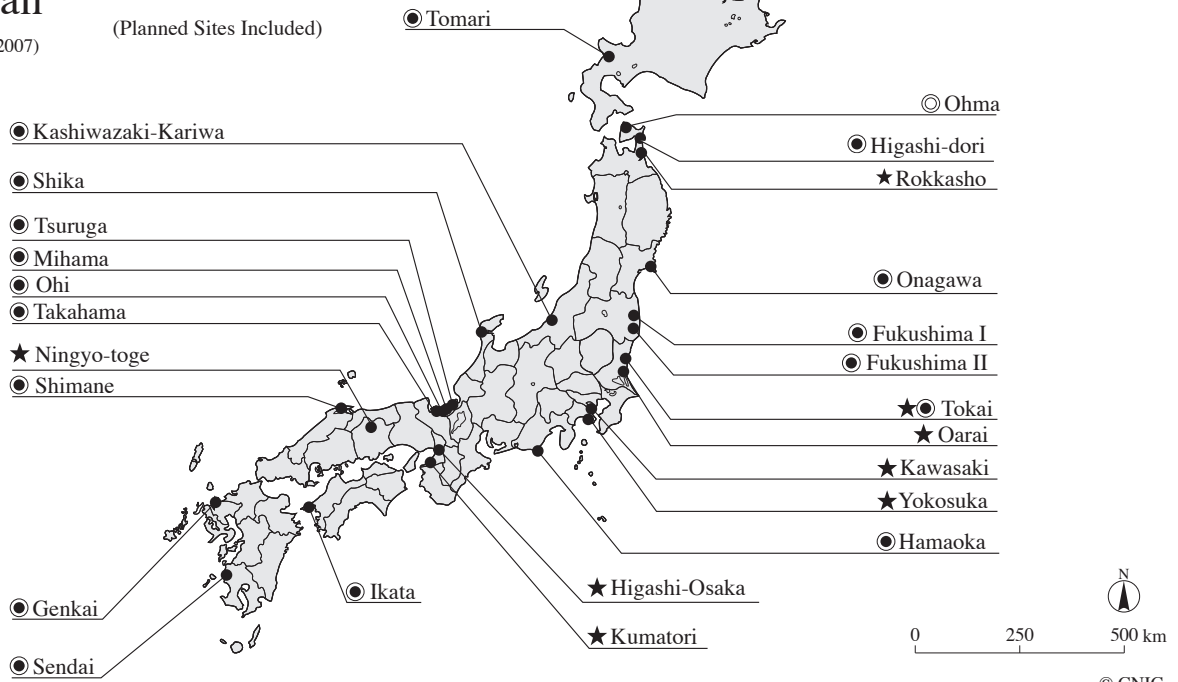 (Planned Sites Included)
2007)
Tomari
Kashiwazaki-Kariwa
Shika
Tsuruga
Mihama
Ohi
Takahama
Ningyo-toge
Shimane
Genkai
Sendai
Ikata
Higashi-Osaka
Kumatori
Ohma
Higashi-dori
Rokkasho
Onagawa
Fukushima I
Fukushima II
Tokai
Oarai
Kawasaki
Yokosuka
Hamaoka
N
0 250 500 km